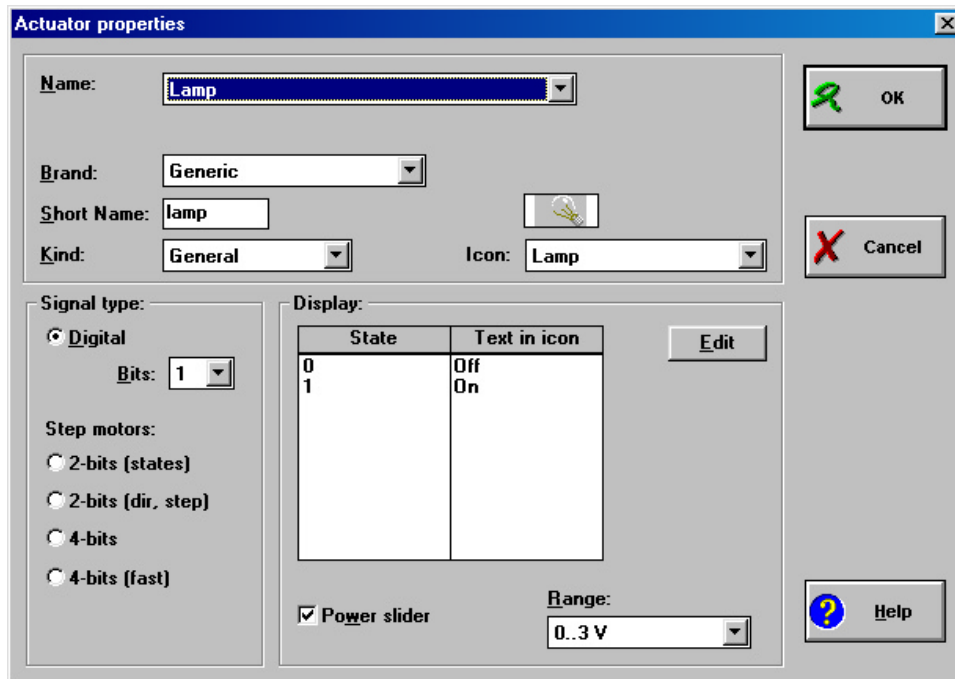 Actuator properties
Name:
Lamp
OK
Brand:
Generic
Short Name:
lamp
Kind:
General
Icon:
Lamp
Cancel
Signal type:
Digital
Bits:
1
Step motors:
2-bits (states)
2-bits (dir, step)
4-bits
4-bits (fast)
Display:
State
Text in icon
0
Off
1
On
Edit
Power slider
Range:
0..3 V
? Help